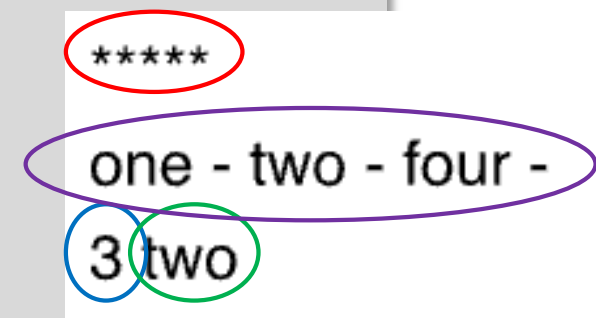 *****
one - two - four -
3 two